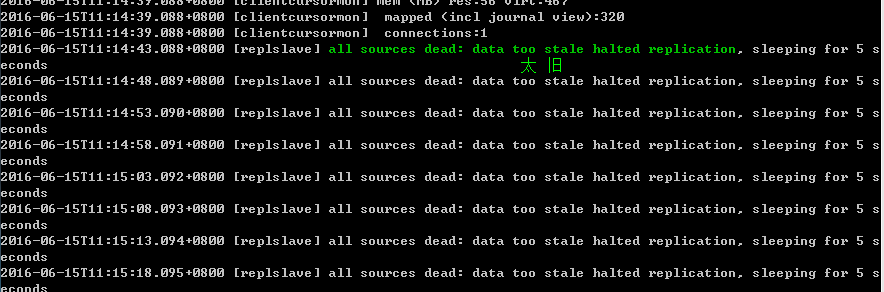 2016-06-15T11:14:39.088+0800 [clientcursormon] mem (MB) res:56 virt:467
2016-06-15T11:14:39.088+0800 [clientcursormon]  mapped (incl journal view):320
2016-06-15T11:14:39.088+0800 [clientcursormon]  connections:1
2016-06-15T11:14:43.088+0800 [replslave] all sources dead: data too stale halted replication, sleeping for 5 s
太 旧
econds
2016-06-15T11:14:48.089+0800 [replslave] all sources dead: data too stale halted replication, sleeping for 5 s
econds
2016-06-15T11:14:53.090+0800 [replslave] all sources dead: data too stale halted replication, sleeping for 5 s
econds
2016-06-15T11:14:58.091+0800 [replslave] all sources dead: data too stale halted replication, sleeping for 5 s
econds
2016-06-15T11:15:03.092+0800 [replslave] all sources dead: data too stale halted replication, sleeping for 5 s
econds
2016-06-15T11:15:08.093+0800 [replslave] all sources dead: data too stale halted replication, sleeping for 5 s
econds
2016-06-15T11:15:13.094+0800 [replslave] all sources dead: data too stale halted replication, sleeping for 5 s
econds
2016-06-15T11:15:18.095+0800 [replslave] all sources dead: data too stale halted replication, sleeping for 5 s
econds